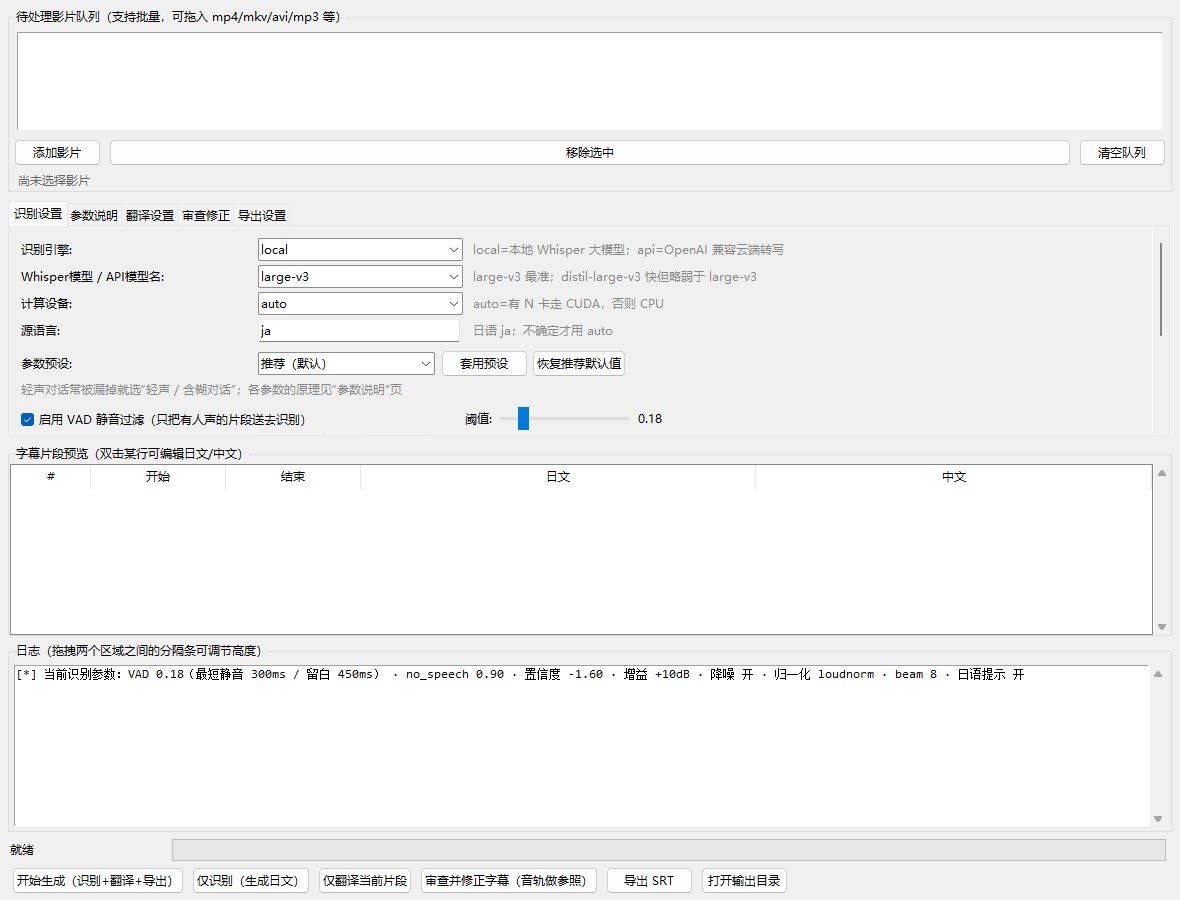 待处理影片队列（支持批量，可拖入 mp4/mkv/avi/mp3 等）
添加影片 移除选中 清空队列
尚未选择影片
识别设置 参数说明 翻译设置 审查修正 导出设置
识别引擎: local local=本地 Whisper 大模型；api=OpenAI 兼容云端转写
Whisper模型 / API模型名: large-v3 large-v3 最准；distil-large-v3 快但略弱于 large-v3
计算设备: auto auto=有 N 卡走 CUDA，否则 CPU
源语言: ja 日语 ja；不确定才用 auto
参数预设: 推荐（默认） 套用预设 恢复推荐默认值
轻声对话常被漏掉就选“轻声 / 含糊对话”；各参数的原理见“参数说明”页
启用 VAD 静音过滤（只把有人声的片段送去识别） 阈值: 0.18
字幕片段预览（双击某行可编辑日文/中文）
# 开始 结束 日文 中文
日志（拖拽两个区域之间的分隔条可调节高度）
[*] 当前识别参数：VAD 0.18（最短静音 300ms / 留白 450ms） · no_speech 0.90 · 置信度 -1.60 · 增益 +10dB · 降噪 开 · 归一化 loudnorm · beam 8 · 日语提示 开
就绪
开始生成（识别+翻译+导出） 仅识别（生成日文） 仅翻译当前片段 审查并修正字幕（音轨做参照） 导出 SRT 打开输出目录